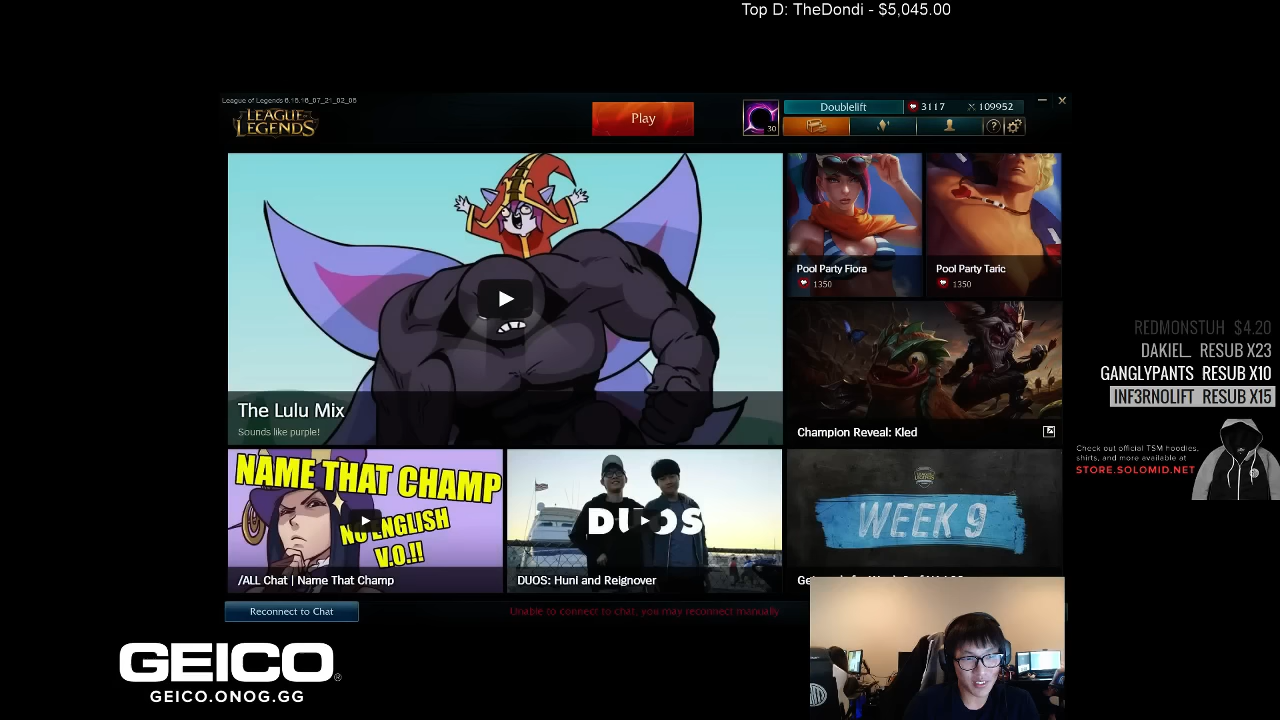 Top D: TheDondi - $5,045.00
LEAGUE of
LEGENDS
Play
30
Doublelift
3117
109952
?
The Lulu Mix
Sounds like purple!
Pool Party Fiora
1350
Pool Party Taric
1350
Champion Reveal: Kled
NAME THAT CHAMP
NO ENGLISH
V.O.!!
/ALL Chat | Name That Champ
DUOS
DUOS: Huni and Reignover
WEEK 9
Reconnect to Chat
Unable to connect to chat, you may reconnect manually
REDMONSTUH $4.20
DAKIEL_ RESUB X23
GANGLYPANTS RESUB X10
INF3RNOLIFT RESUB X15
Check out official TSM hoodies,
shirts, and more available at
STORE.SOLOMID.NET
GEICO®
GEICO.ONOG.GG